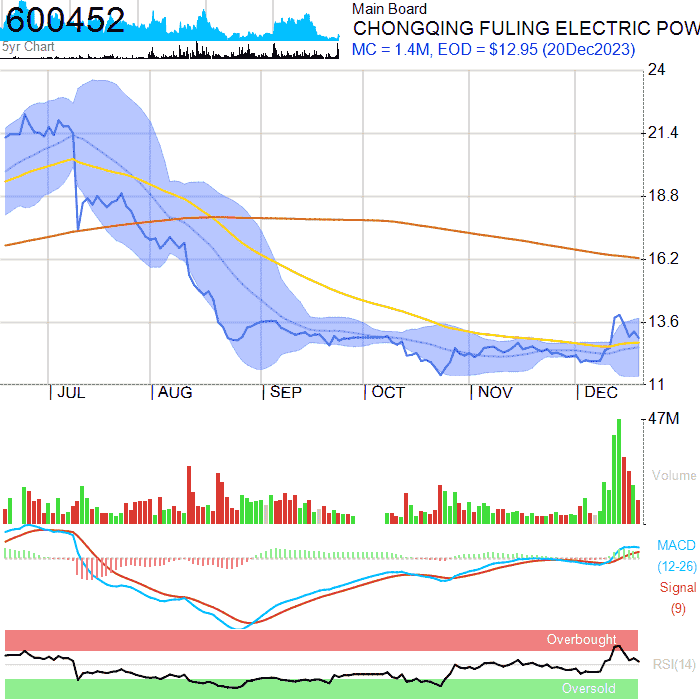 600452
5yr Chart
Main Board
CHONGQING FULING ELECTRIC POW
MC = 1.4M, EOD = $12.95 (20Dec2023)
24
21.4
18.8
16.2
13.6
11
JUL AUG SEP OCT NOV DEC
47M
Volume
MACD
(12-26)
Signal
(9)
Overbought
RSI(14)
Oversold